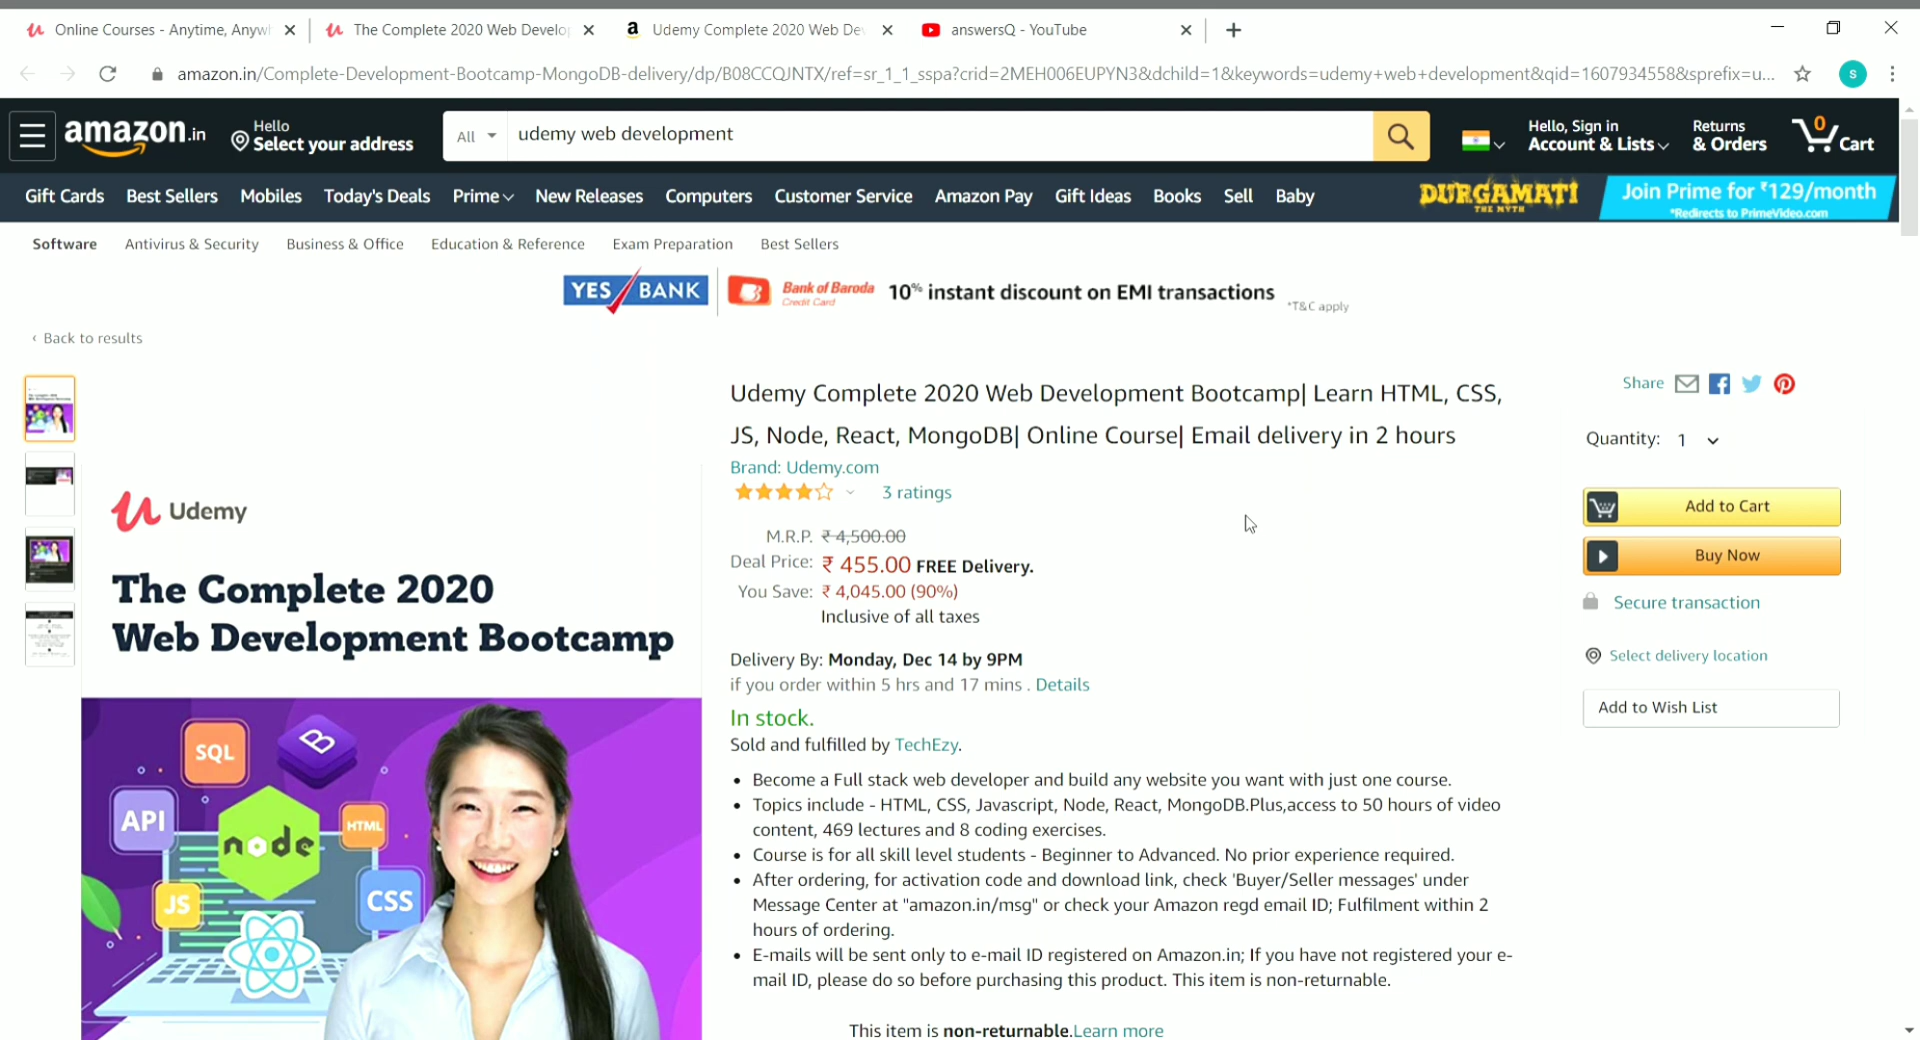 Online Courses - Anytime, Anywh
The Complete 2020 Web Develop
Udemy Complete 2020 Web Dev
answersQ - YouTube
amazon.in/Complete-Development-Bootcamp-MongoDB-delivery/dp/B08CCQJNTX/ref=sr_1_1_sspa?crid=2MEH006EUPYN3&dchild=1&keywords=udemy+web+development&qid=1607934558&sprefix=u...
S
amazon.in
Hello
Select your address
All
udemy web development
Hello, Sign in
Account & Lists
Returns
& Orders
0
Cart
Gift Cards Best Sellers Mobiles Today's Deals Prime New Releases Computers Customer Service Amazon Pay Gift Ideas Books Sell Baby
DURGAMATI
THE MYTH
Join Prime for ₹129/month
*Redirects to PrimeVideo.com
Software Antivirus & Security Business & Office Education & Reference Exam Preparation Best Sellers
YES BANK
Bank of Baroda
Credit Card
10% instant discount on EMI transactions
*T&C apply
‹ Back to results
Udemy
The Complete 2020
Web Development Bootcamp
SQL
B
API
node
HTML
JS
CSS
Udemy Complete 2020 Web Development Bootcamp| Learn HTML, CSS,
JS, Node, React, MongoDB| Online Course| Email delivery in 2 hours
Brand: Udemy.com
3 ratings
M.R.P. ₹ 4,500.00
Deal Price: ₹ 455.00 FREE Delivery.
You Save: ₹ 4,045.00 (90%)
Inclusive of all taxes
Delivery By: Monday, Dec 14 by 9PM
if you order within 5 hrs and 17 mins . Details
In stock.
Sold and fulfilled by TechEzy.
• Become a Full stack web developer and build any website you want with just one course.
• Topics include - HTML, CSS, Javascript, Node, React, MongoDB.Plus,access to 50 hours of video
content, 469 lectures and 8 coding exercises.
• Course is for all skill level students - Beginner to Advanced. No prior experience required.
• After ordering, for activation code and download link, check 'Buyer/Seller messages' under
Message Center at "amazon.in/msg" or check your Amazon regd email ID; Fulfilment within 2
hours of ordering.
• E-mails will be sent only to e-mail ID registered on Amazon.in; If you have not registered your e-
mail ID, please do so before purchasing this product. This item is non-returnable.
This item is non-returnable.Learn more
Share
Quantity: 1
Add to Cart
Buy Now
Secure transaction
Select delivery location
Add to Wish List